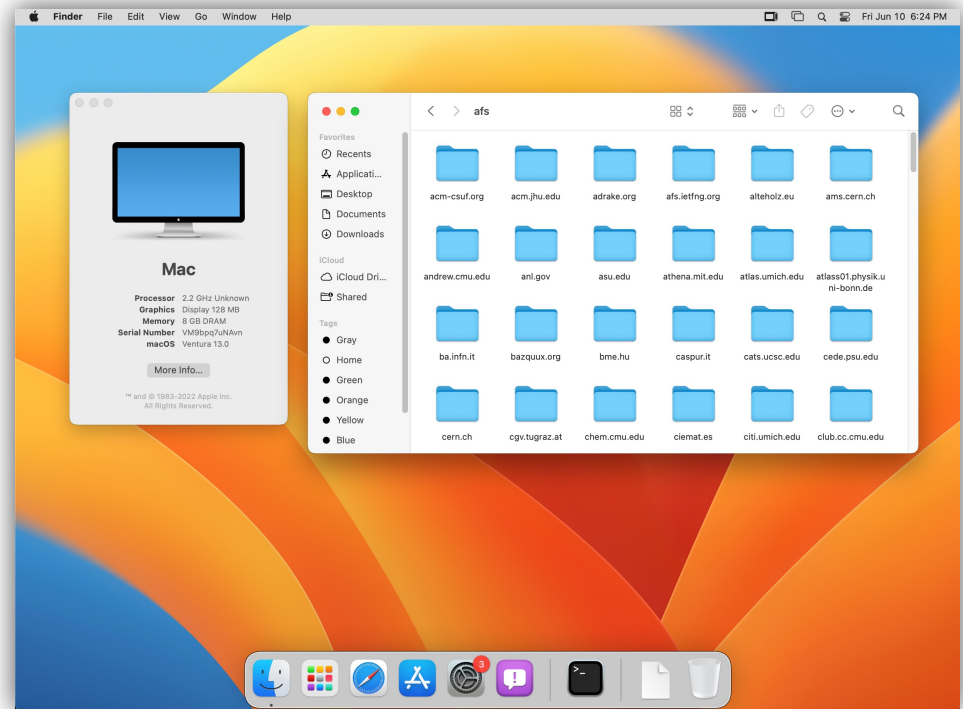 Finder File Edit View Go Window Help
Fri Jun 10 6:24 PM
Mac
Processor 2.2 GHz Unknown
Graphics Display 128 MB
Memory 8 GB DRAM
Serial Number VM9bpq7uNAvn
macOS Ventura 13.0
More Info...
™ and © 1983-2022 Apple Inc.
All Rights Reserved.
afs
Favorites
Recents
Applicati...
Desktop
Documents
Downloads
iCloud
iCloud Dri...
Shared
Tags
Gray
Home
Green
Orange
Yellow
Blue
acm-csuf.org acm.jhu.edu adrake.org afs.ietfng.org alteholz.eu ams.cern.ch
andrew.cmu.edu anl.gov asu.edu athena.mit.edu atlas.umich.edu atlass01.physik.u
ni-bonn.de
ba.infn.it bazquux.org bme.hu caspur.it cats.ucsc.edu cede.psu.edu
cern.ch cgv.tugraz.at chem.cmu.edu ciemat.es citi.umich.edu club.cc.cmu.edu
3
!
>_